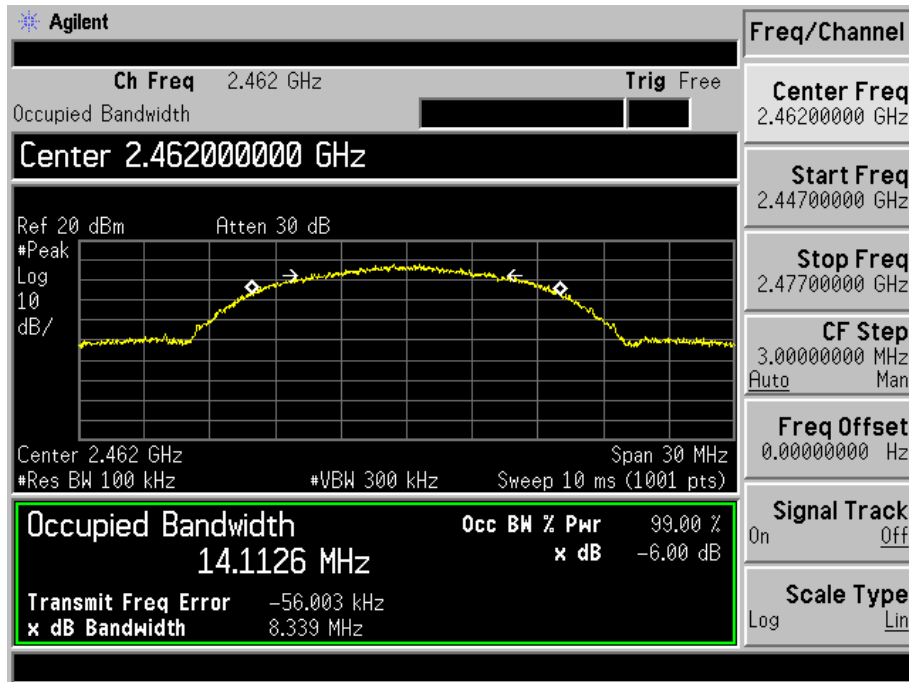 Agilent
Freq/Channel
Ch Freq 2.462 GHz Trig Free
Occupied Bandwidth
Center 2.462000000 GHz
Ref 20 dBm Atten 30 dB
#Peak
Log
10
dB/
Center 2.462 GHz Span 30 MHz
#Res BW 100 kHz #VBW 300 kHz Sweep 10 ms (1001 pts)
Occupied Bandwidth
14.1126 MHz
Occ BW % Pwr 99.00 %
x dB -6.00 dB
Transmit Freq Error -56.003 kHz
x dB Bandwidth 8.339 MHz
Center Freq
2.46200000 GHz
Start Freq
2.44700000 GHz
Stop Freq
2.47700000 GHz
CF Step
3.00000000 MHz
Auto Man
Freq Offset
0.00000000 Hz
Signal Track
On Off
Scale Type
Log Lin